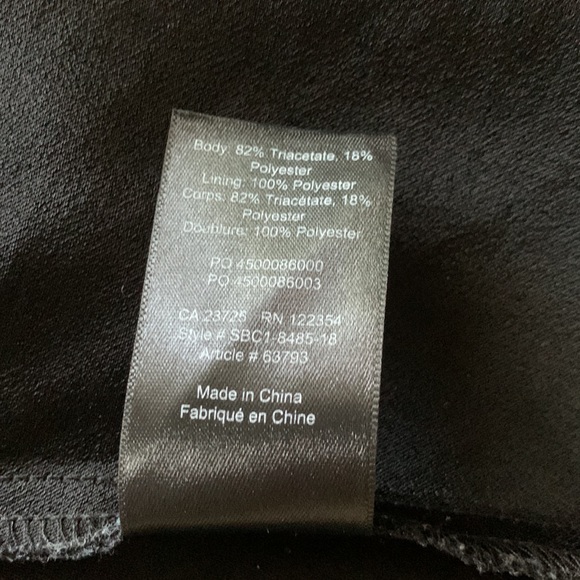 Body: 82% Triacetate, 18%
Polyester
Lining: 100% Polyester
Corps: 82% Triacétate, 18%
Polyester
Doublure: 100% Polyester
PO 4500086000
PO 4500086003
CA 23725 RN 122354
Style # SBC1-8485-18
Article # 63793
Made in China
Fabriqué en Chine